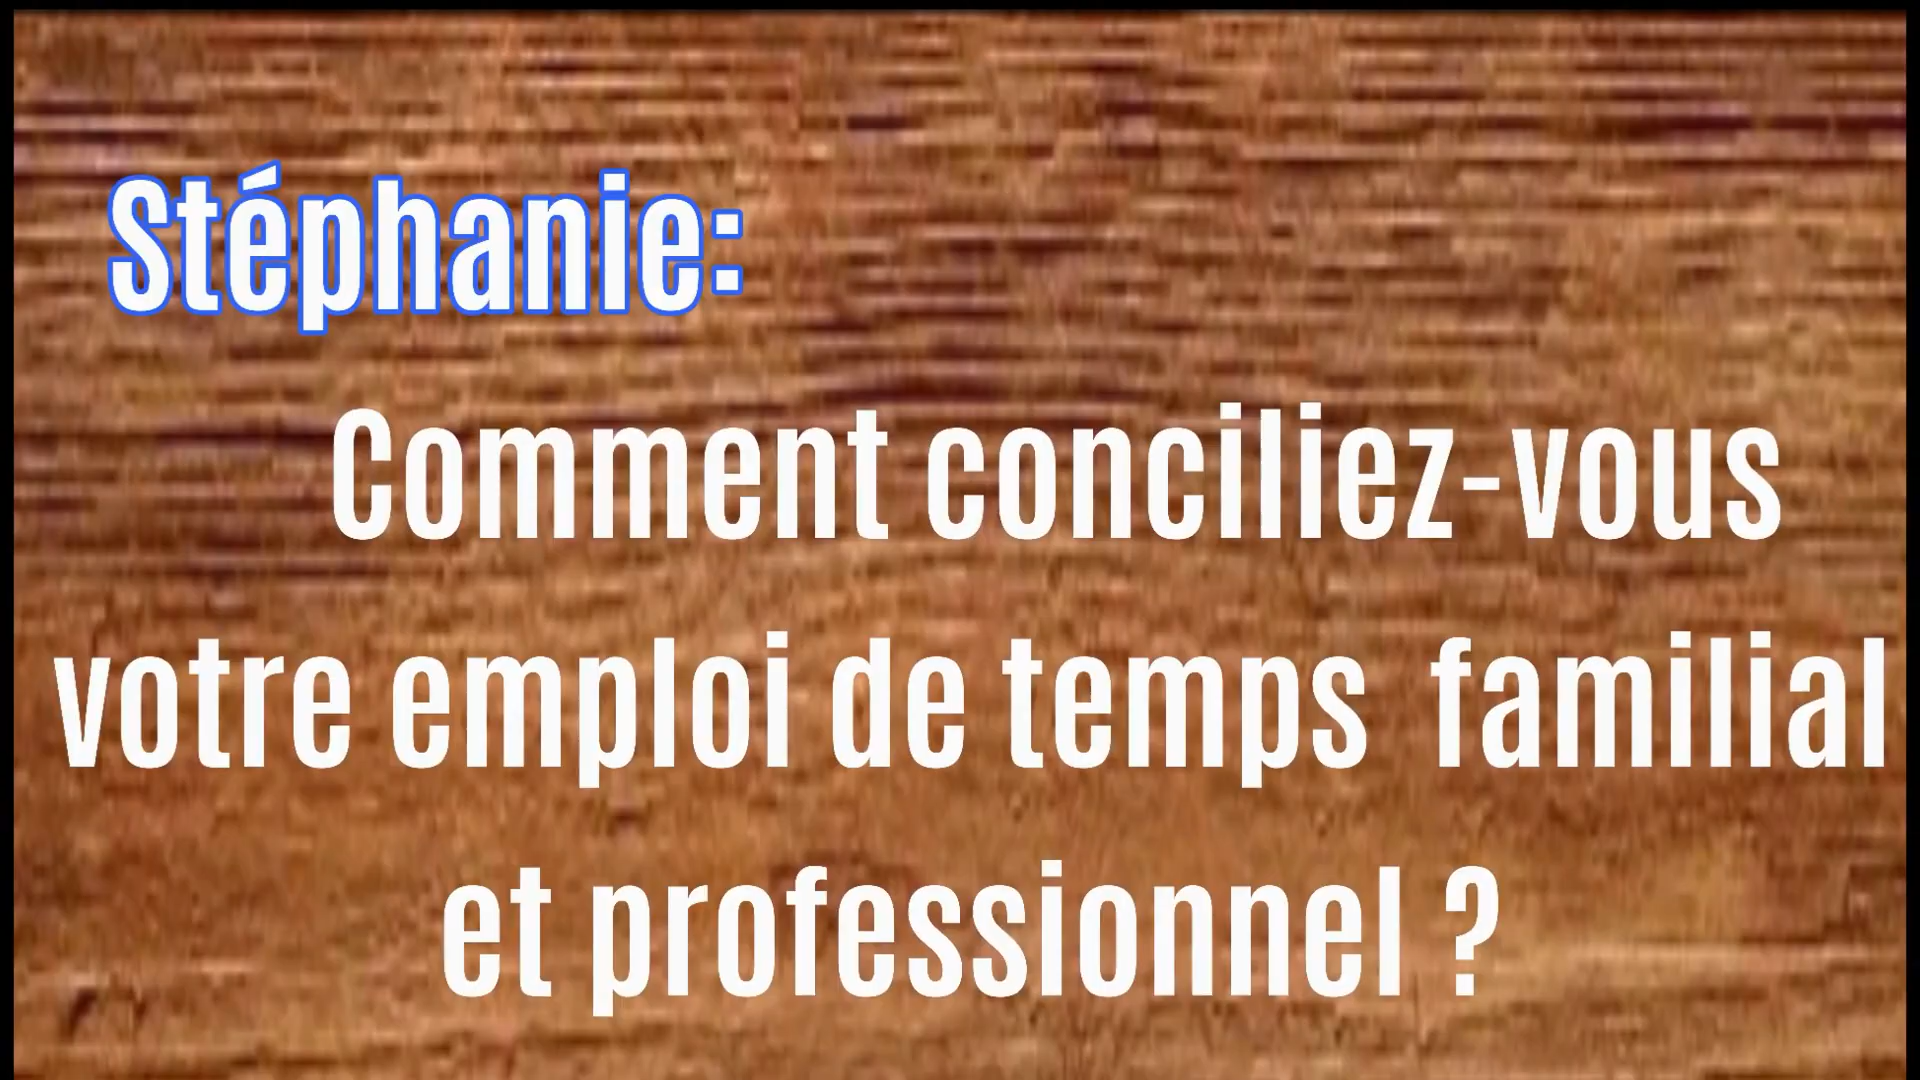 Stéphanie:
Comment conciliez-vous
votre emploi de temps familial
et professionnel ?